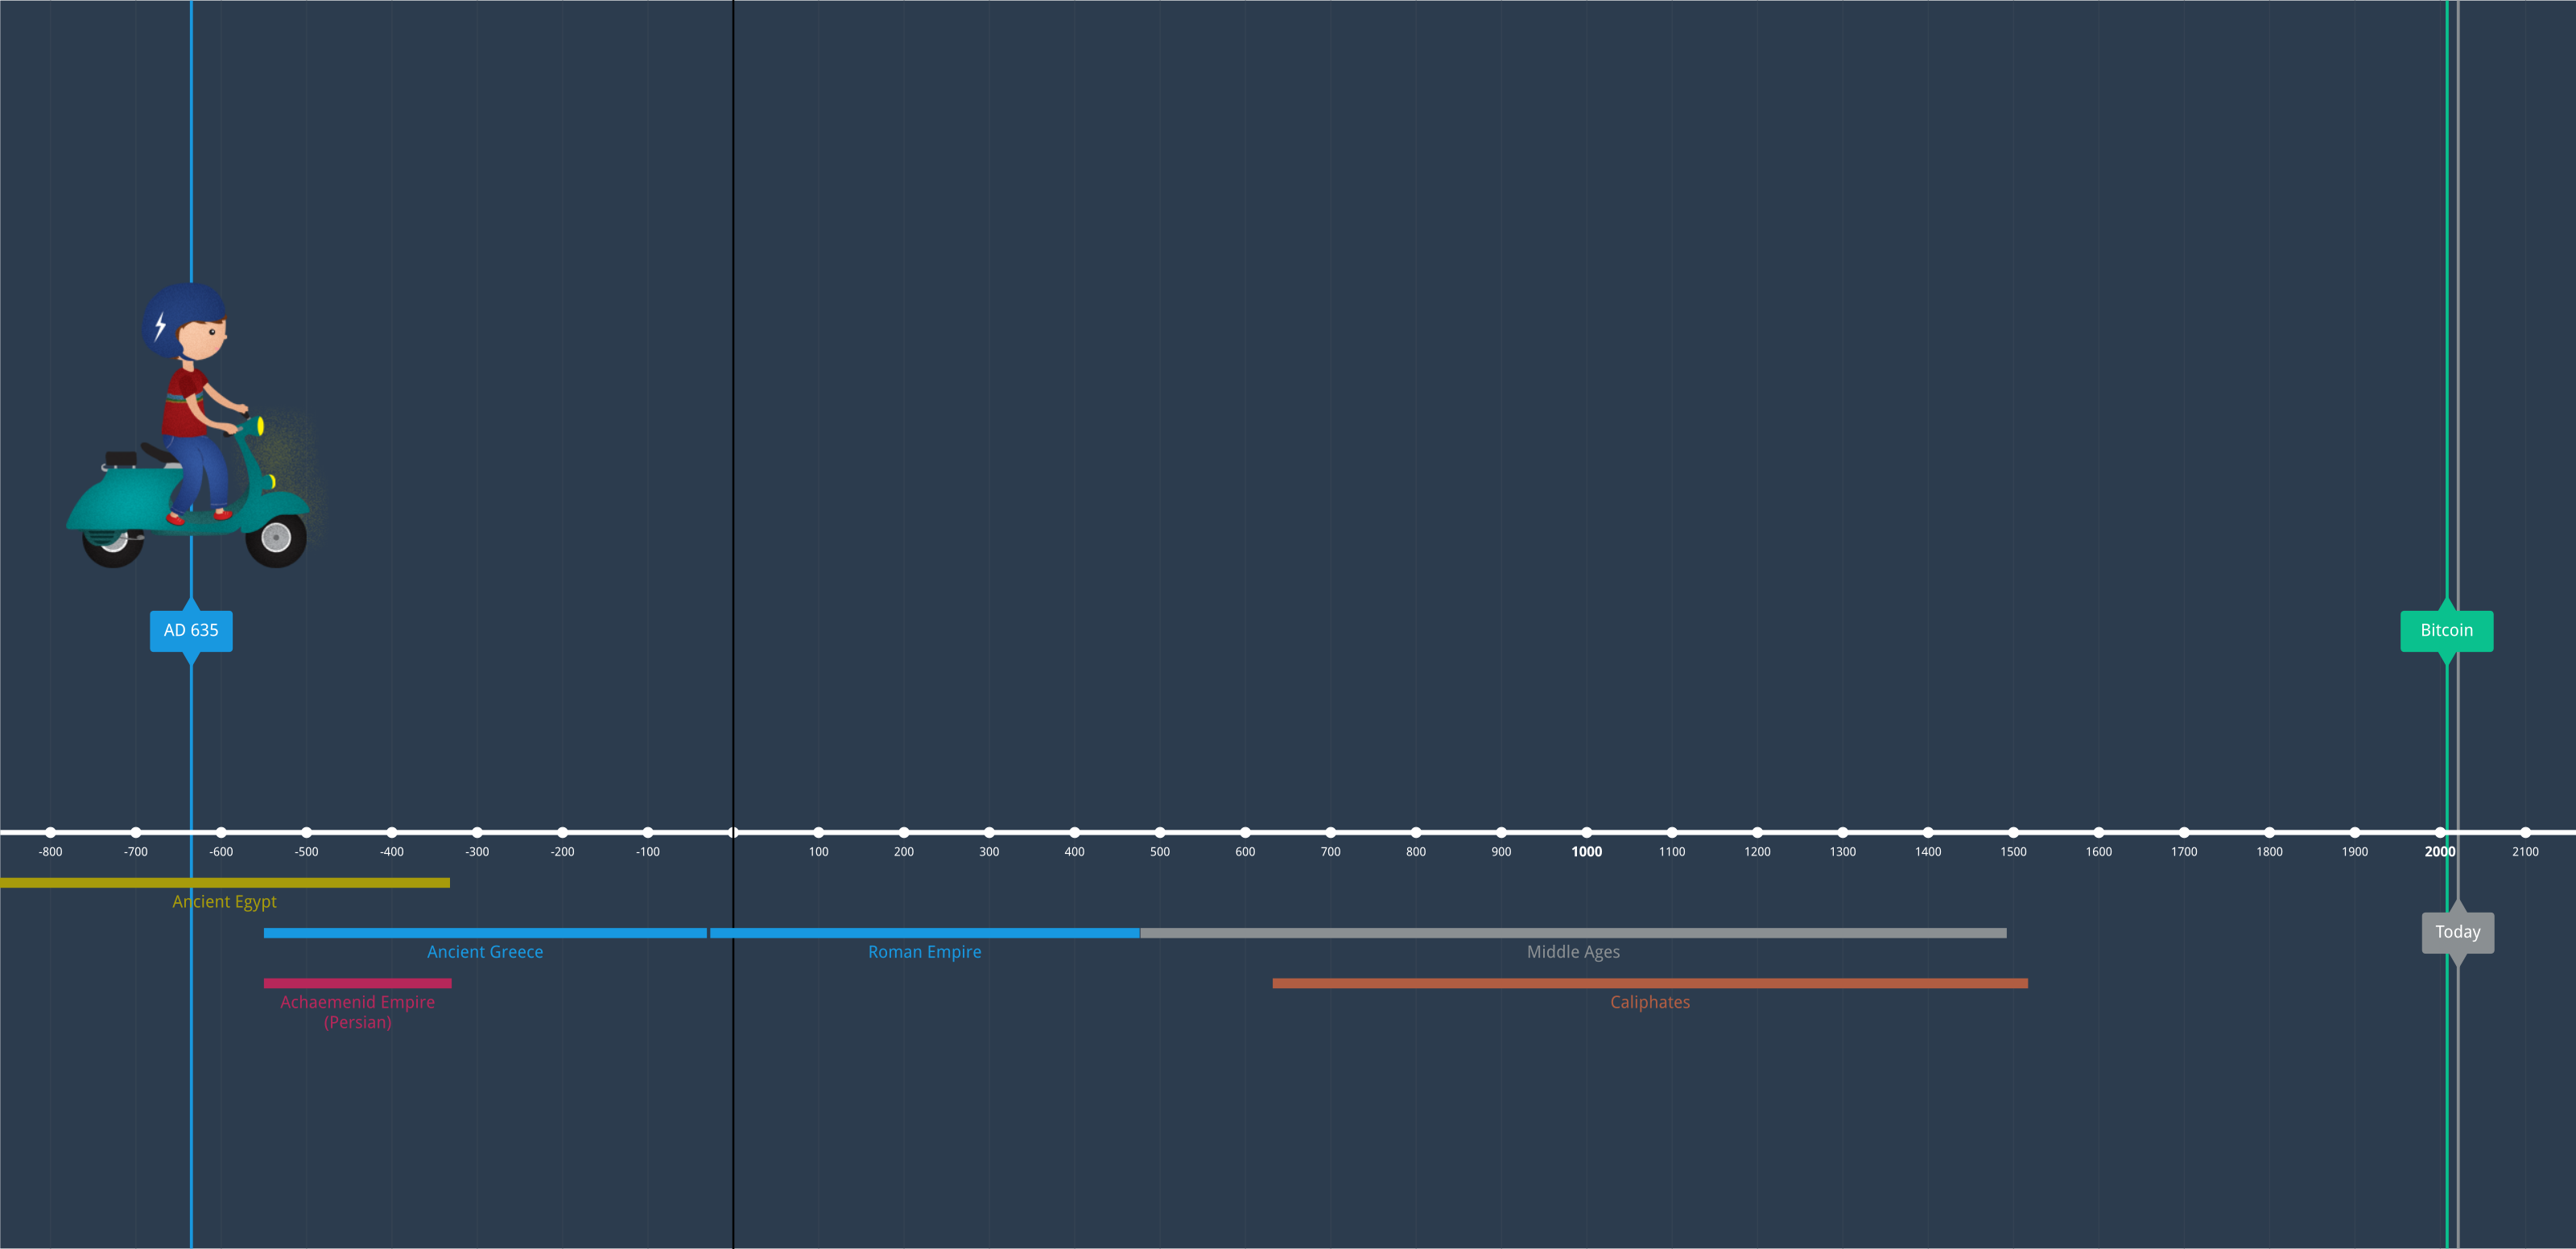 AD 635
Bitcoin
-800 -700 -600 -500 -400 -300 -200 -100 100 200 300 400 500 600 700 800 900 1000 1100 1200 1300 1400 1500 1600 1700 1800 1900 2000 2100
Ancient Egypt
Today
Ancient Greece
Roman Empire
Middle Ages
Achaemenid Empire
(Persian)
Caliphates